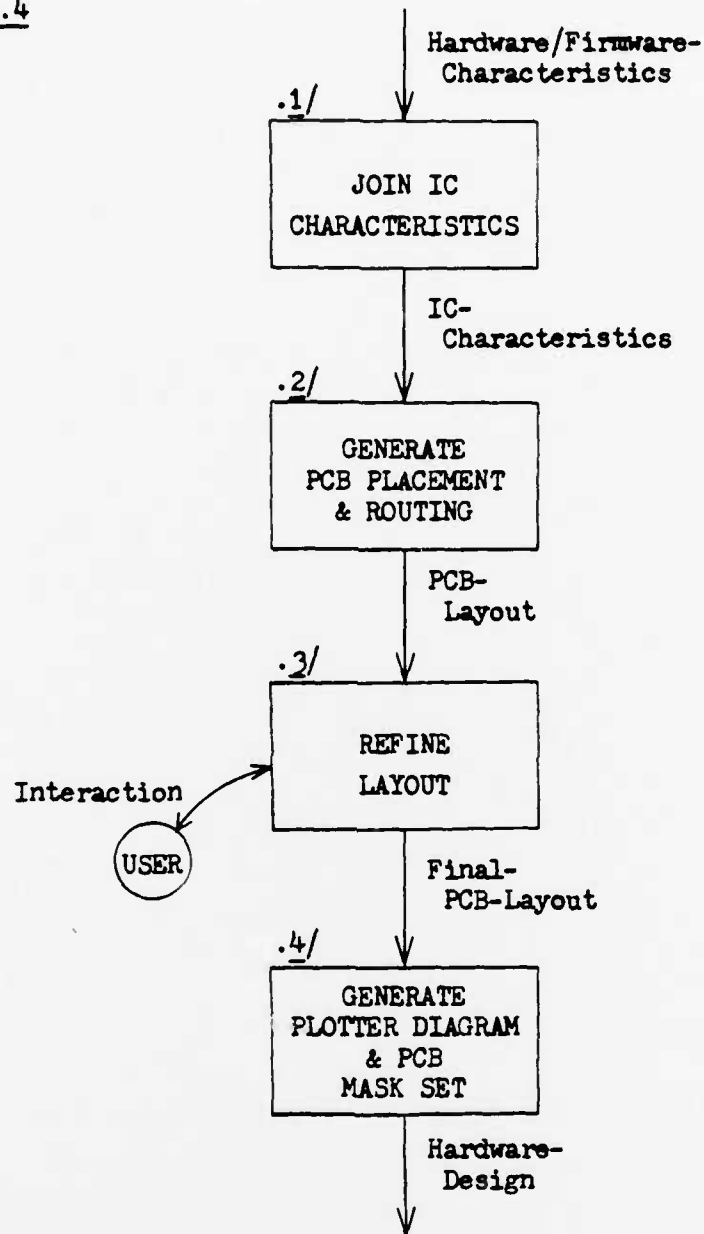 .4
Hardware/Firmware-
Characteristics
.1/
JOIN IC
CHARACTERISTICS
IC-
Characteristics
.2/
GENERATE
PCB PLACEMENT
& ROUTING
PCB-
Layout
.3/
REFINE
LAYOUT
Interaction
USER
Final-
PCB-Layout
.4/
GENERATE
PLOTTER DIAGRAM
& PCB
MASK SET
Hardware-
Design